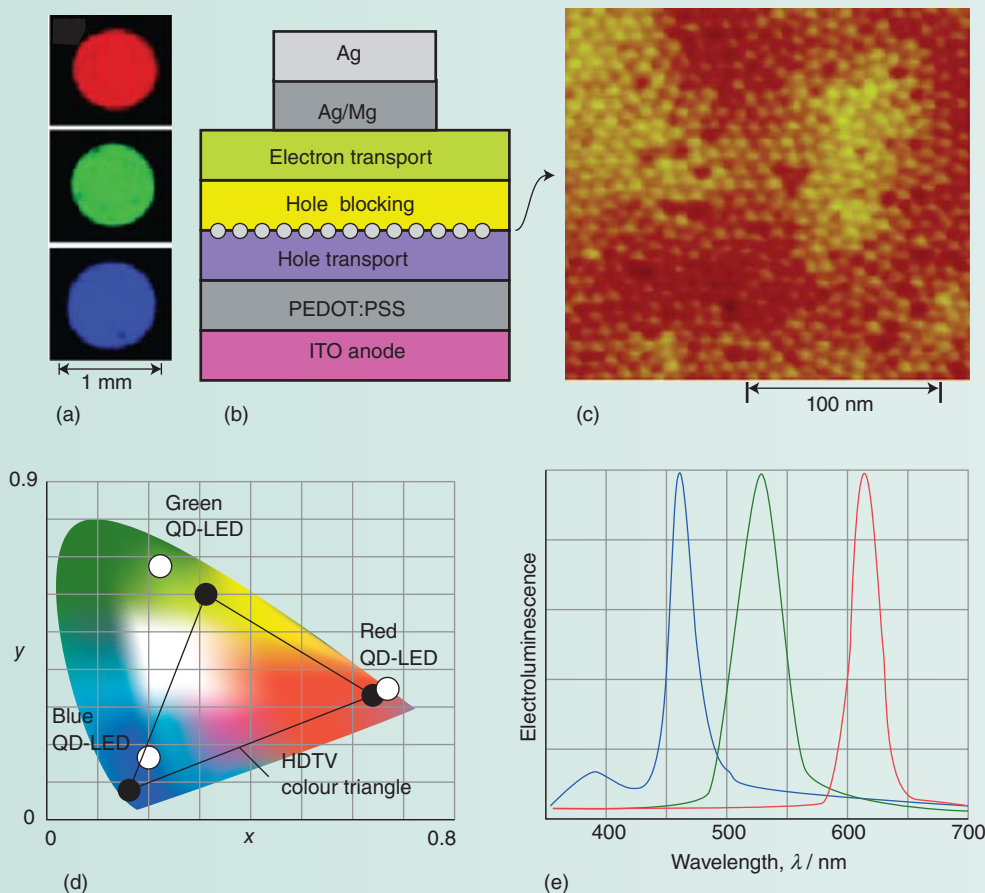 Ag
Ag/Mg
Electron transport
Hole blocking
Hole transport
PEDOT:PSS
ITO anode
1 mm
100 nm
(a)
(b)
(c)
0.9
Green
QD-LED
Red
QD-LED
y
Blue
QD-LED
HDTV
colour triangle
0
x
0.8
(d)
Electroluminescence
400
500
600
700
Wavelength, λ / nm
(e)